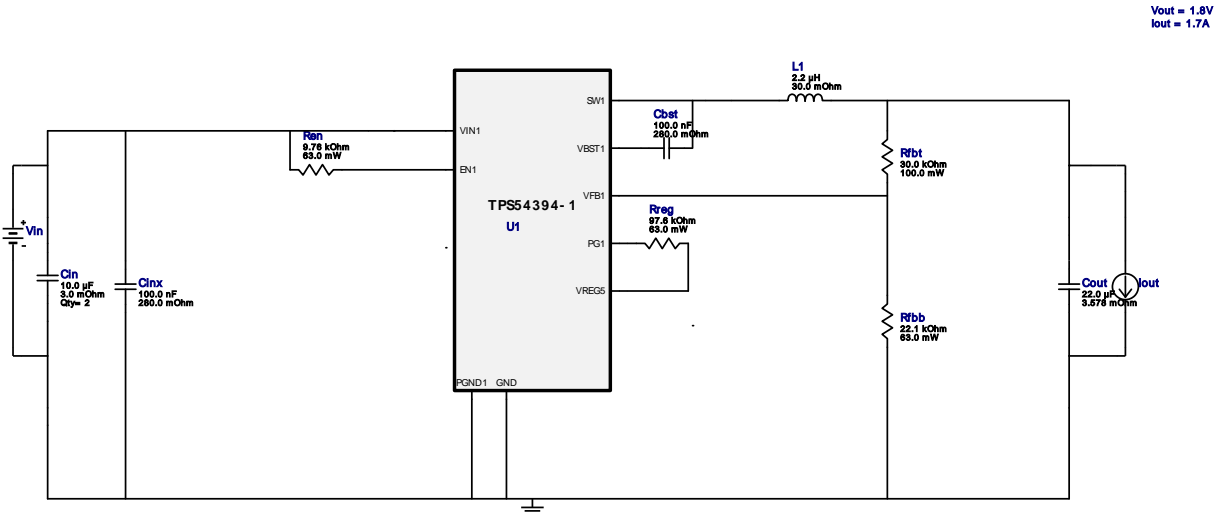 Vout = 1.8V
Iout = 1.7A
L1
2.2 µH
30.0 mOhm
SW1
Cbst
100.0 nF
280.0 mOhm
VIN1
Ren
9.76 kOhm
63.0 mW
VBST1
Rfbt
30.0 kOhm
100.0 mW
EN1
VFB1
TPS54394-1
U1
Rreg
97.6 kOhm
63.0 mW
+
Vin
-
PG1
Cin
10.0 µF
3.0 mOhm
Qty= 2
Cinx
100.0 nF
280.0 mOhm
VREG5
Cout
22.0 µF
3.578 mOhm
Iout
Rfbb
22.1 kOhm
63.0 mW
PGND1 GND